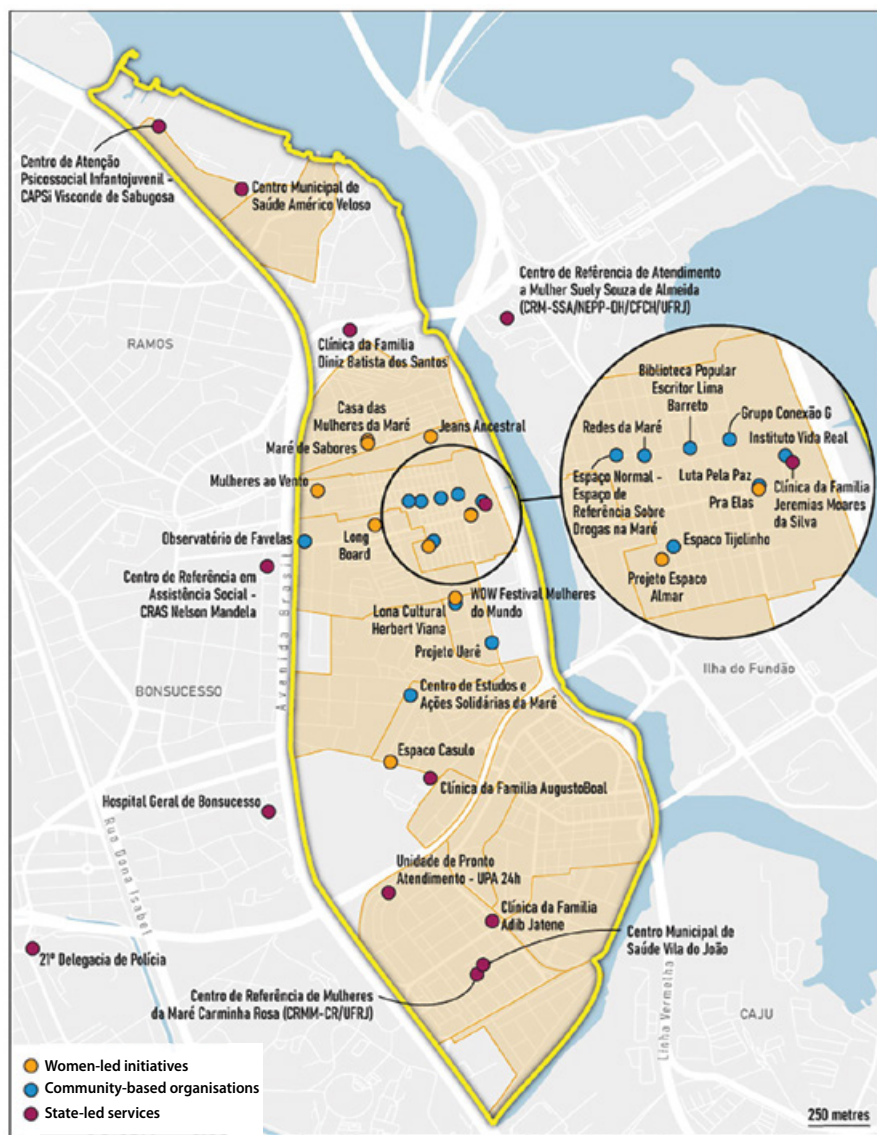 Centro de Atenção
Psicossocial Infantojuvenil -
CAPSi Visconde de Sabugosa
Centro Municipal de
Saúde Américo Veloso
Centro de Refêrencia de Atendimento
a Mulher Suely Souza de Almeida
(CRM-SSA/NEPP-DH/CFCH/UFRJ)
RAMOS
Clínica da Familia
Diniz Batista dos Santos
Casa das
Mulheres da Maré
Maré de Sabores
Jeans Ancestral
Mulheres ao Vento
Observatório de Favelas
Long
Board
Centro de Referência em
Assistência Social -
CRAS Nelson Mandela
Avenida Brasil
Biblioteca Popular
Escritor Lima
Barreto
Grupo Conexão G
Redes da Maré
Instituto Vida Real
Espaço Normal -
Espaço de
Referência Sobre
Drogas na Maré
Luta Pela Paz
Pra Elas
Clínica da Família
Jeremias Moares
da Silva
Espaco Tijolinho
Projeto Espaco
Almar
WOW Festival Mulheres
do Mundo
Lona Cultural
Herbert Viana
Projeto Uerê
Ilha do Fundão
BONSUCESSO
Centro de Estudos e
Ações Solidárias da Maré
Espaco Casulo
Clínica da Familia AugustoBoal
Hospital Geral de Bonsucesso
Rua Dona Isabel
Unidade de Pronto
Atendimento - UPA 24h
Clínica da Familia
Adib Jatene
Centro Municipal de
Saúde Vila do João
21ª Delegacia de Polícia
Centro de Referência de Mulheres
da Maré Carminha Rosa (CRMM-CR/UFRJ)
Linha Vermelha
CAJU
Women-led initiatives
Community-based organisations
State-led services
250 metres